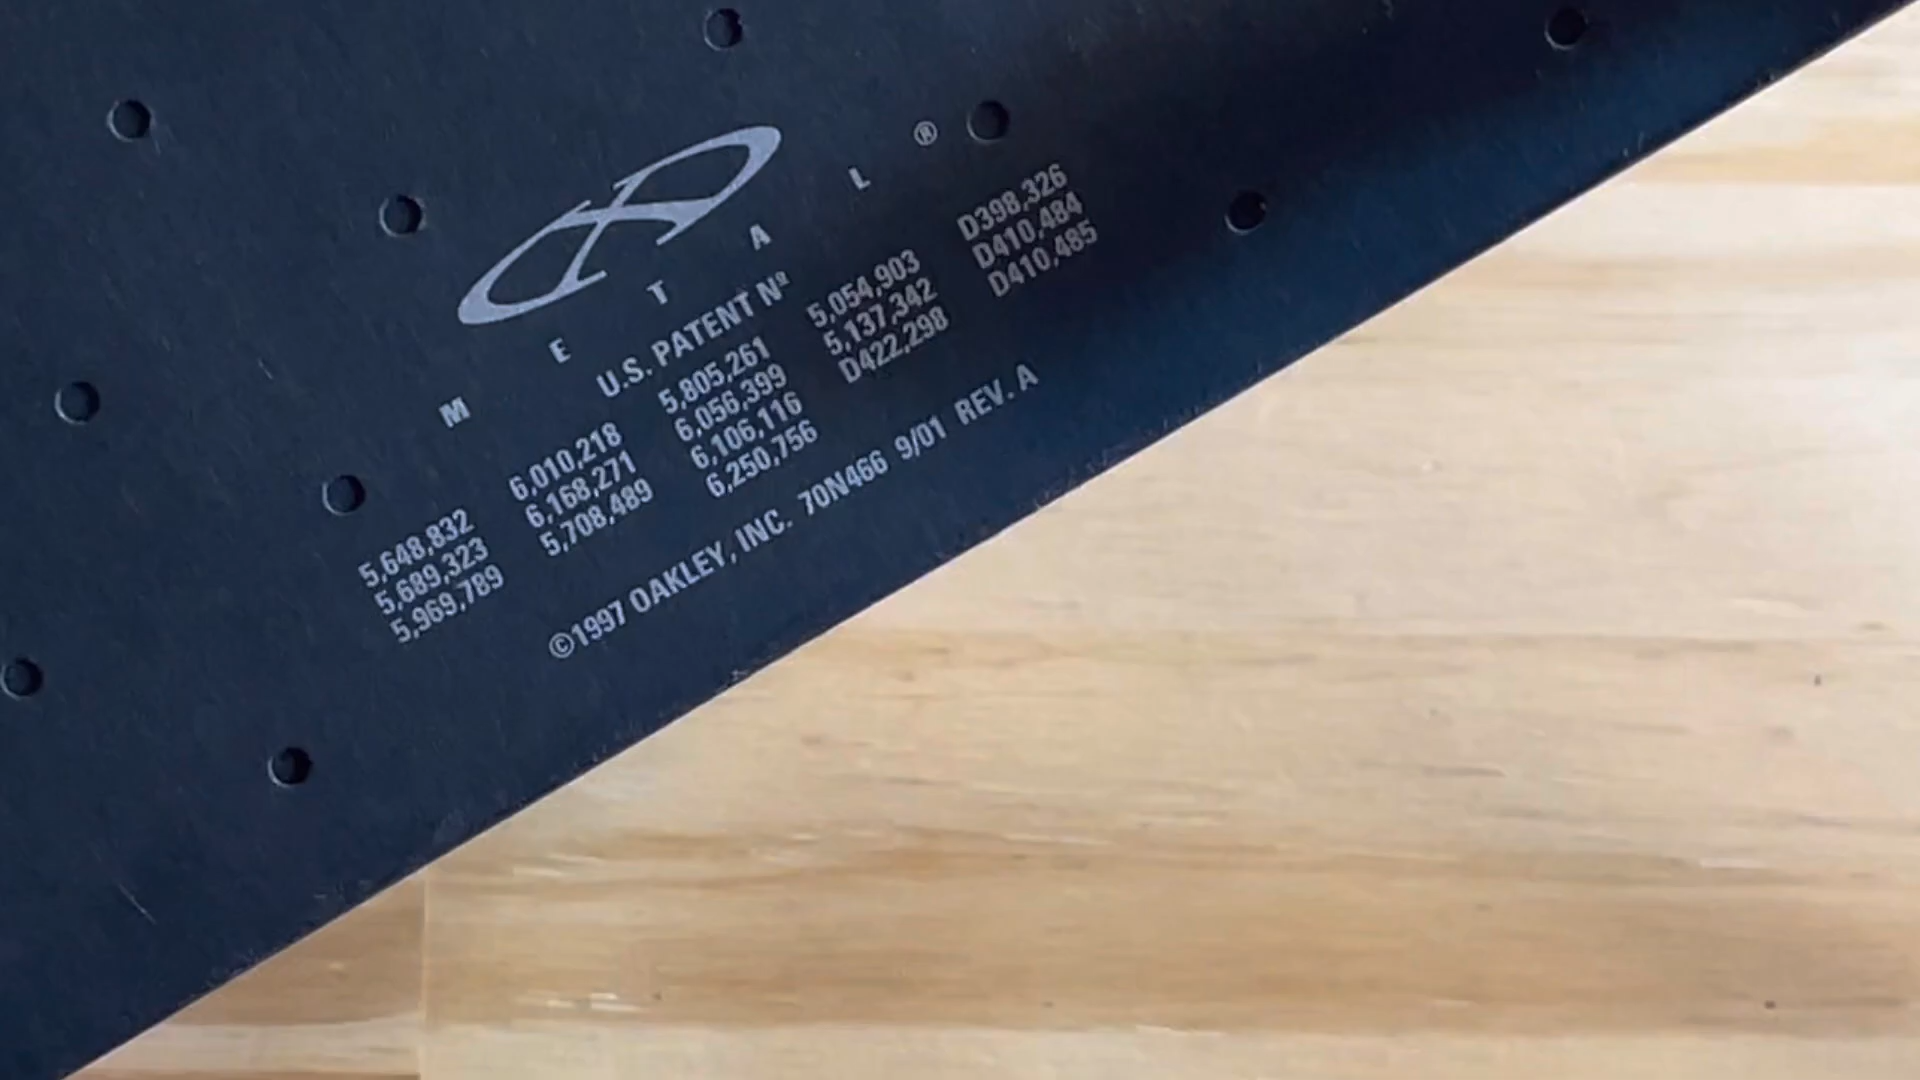 X
METAL ®
U.S. PATENT Nº
5,648,832 6,010,218 5,805,261 5,054,903 D398,326
5,689,323 6,168,271 6,056,399 5,137,342 D410,484
5,969,789 5,708,489 6,106,116 D422,298 D410,485
6,250,756
©1997 OAKLEY, INC. 70N466 9/01 REV. A